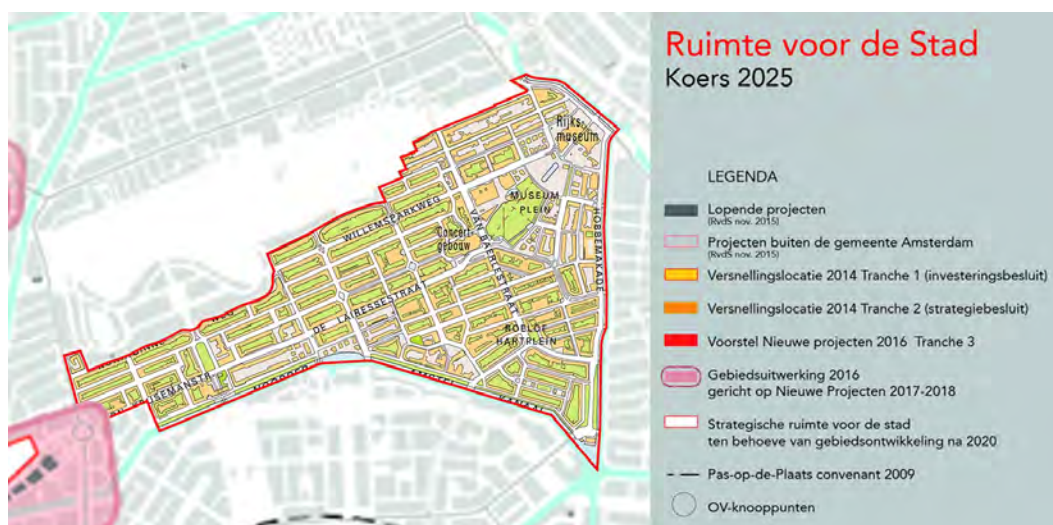 Ruimte voor de Stad
Koers 2025
LEGENDA
Lopende projecten
(RvdS nov. 2015)
Projecten buiten de gemeente Amsterdam
(RvdS nov. 2015)
Versnellingslocatie 2014 Tranche 1 (investeringsbesluit)
Versnellingslocatie 2014 Tranche 2 (strategiebesluit)
Voorstel Nieuwe projecten 2016 Tranche 3
Gebiedsuitwerking 2016
gericht op Nieuwe Projecten 2017-2018
Strategische ruimte voor de stad
ten behoeve van gebiedsontwikkeling na 2020
Pas-op-de-Plaats convenant 2009
OV-knooppunten
Rijks-
museum
MUSEUM
PLEIN
WILLEMSPARKWEG
Concert-
gebouw
VAN BAERLESTRAAT
HOBBEMAKADE
DE LAIRESSESTRAAT
ROELOF
HARTPLEIN
NOORDER
AMSTEL
KANAAL